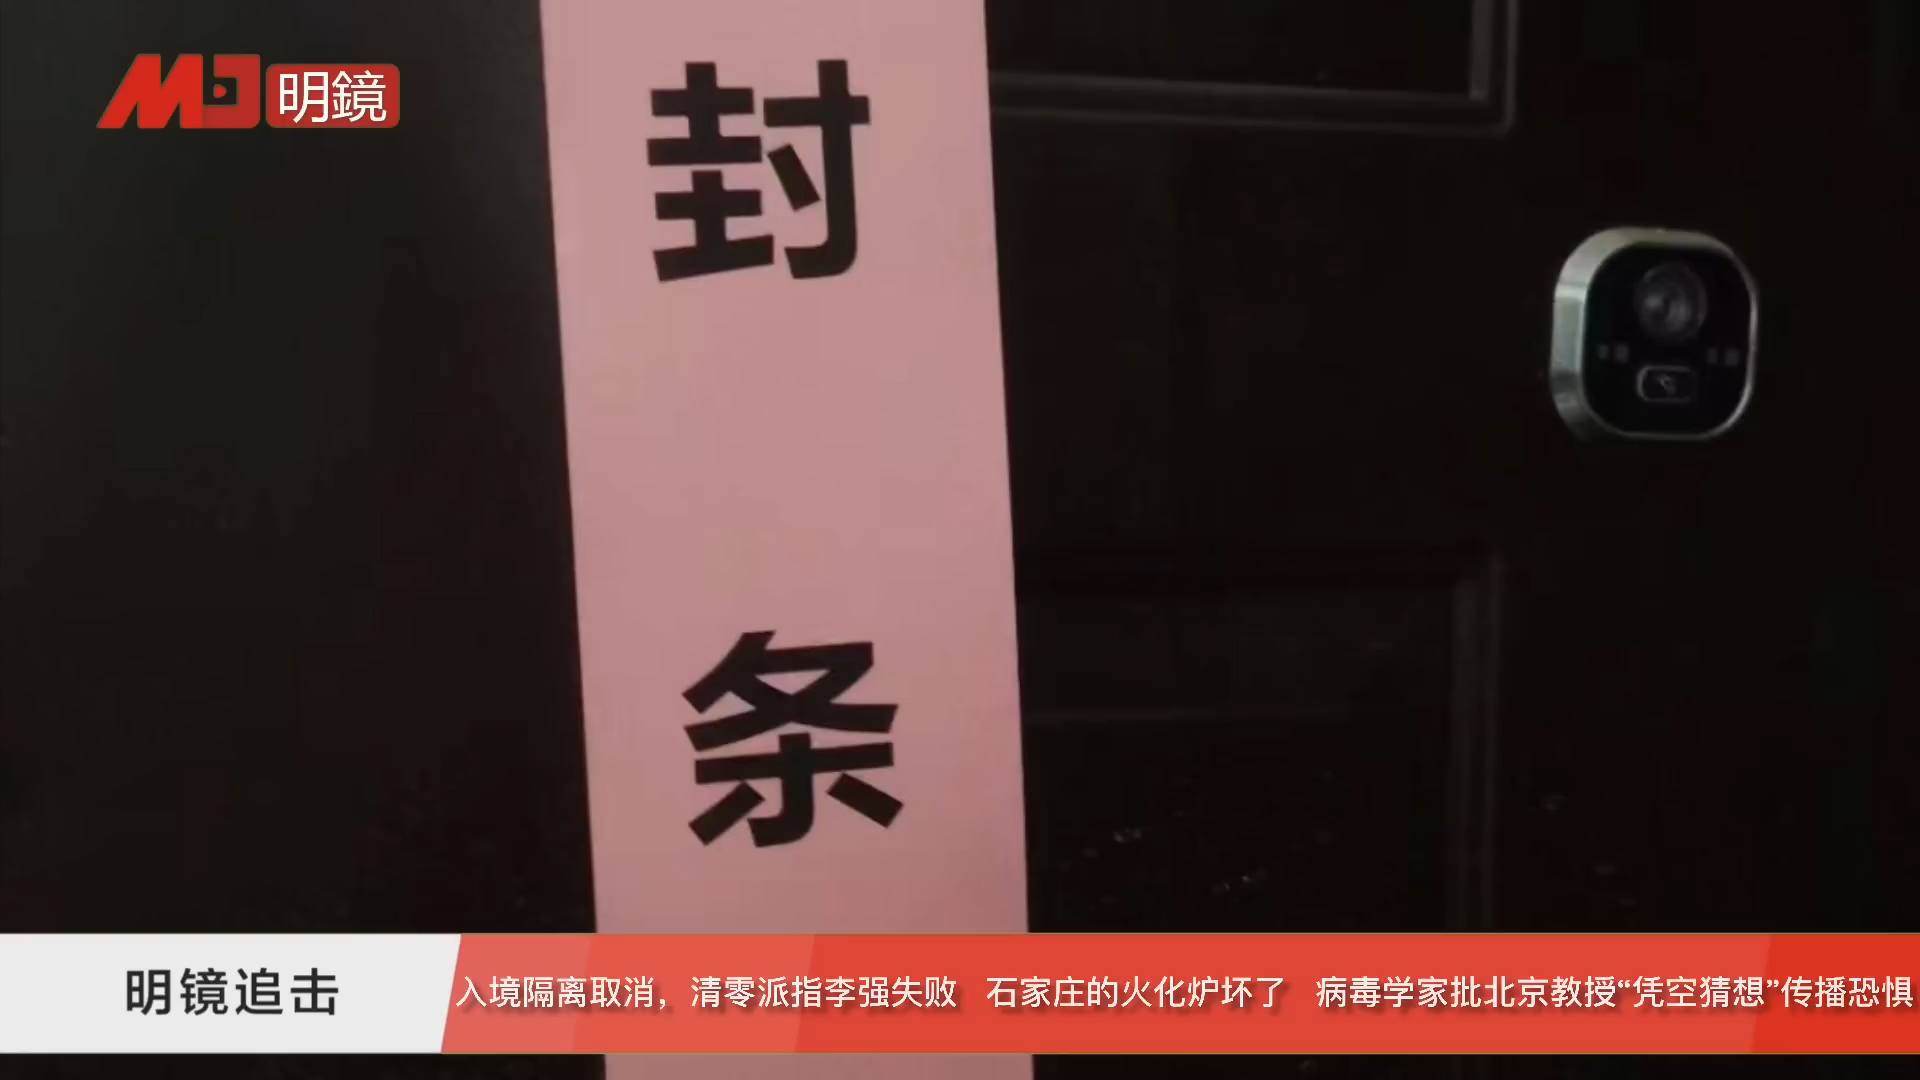 明鏡
封
条
明镜追击
入境隔离取消，清零派指李强失败 石家庄的火化炉坏了 病毒学家批北京教授“凭空猜想”传播恐惧